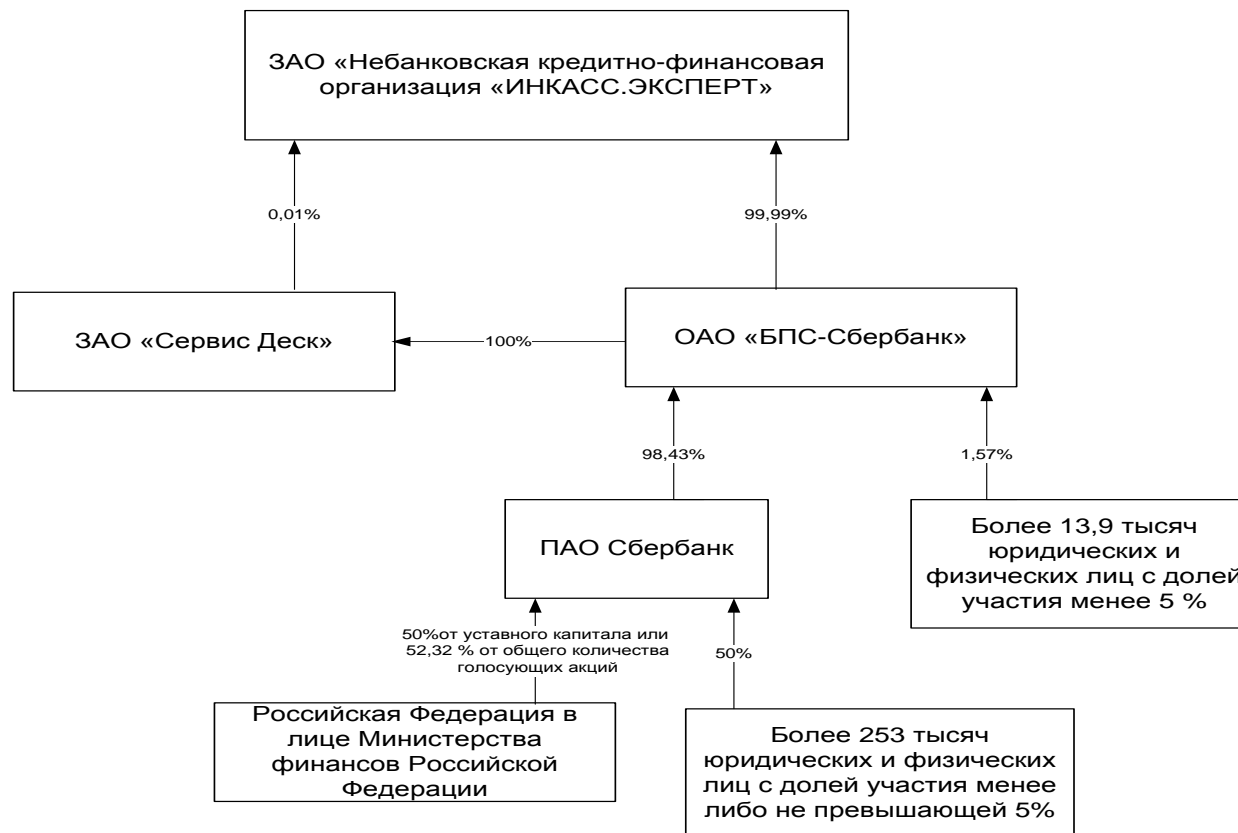 ЗАО «Небанковская кредитно-финансовая
организация «ИНКАСС.ЭКСПЕРТ»
0,01%
99,99%
ЗАО «Сервис Деск»
100%
ОАО «БПС-Сбербанк»
98,43%
1,57%
ПАО Сбербанк
Более 13,9 тысяч
юридических и
физических лиц с долей
участия менее 5 %
50%от уставного капитала или
52,32 % от общего количества
голосующих акций
50%
Российская Федерация в
лице Министерства
финансов Российской
Федерации
Более 253 тысяч
юридических и физических
лиц с долей участия менее
либо не превышающей 5%